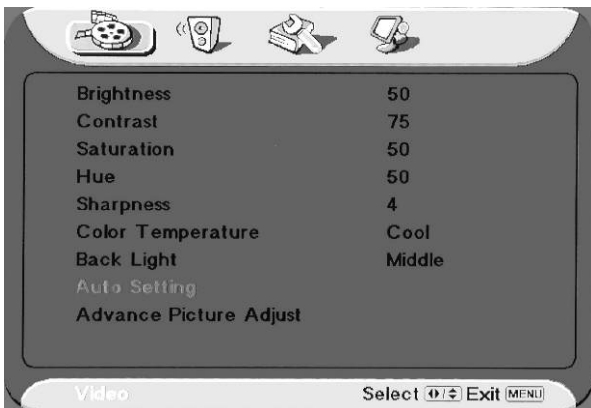 Brightness 50
Contrast 75
Saturation 50
Hue 50
Sharpness 4
Color Temperature Cool
Back Light Middle
Auto Setting
Advance Picture Adjust
Video Select Exit MENU